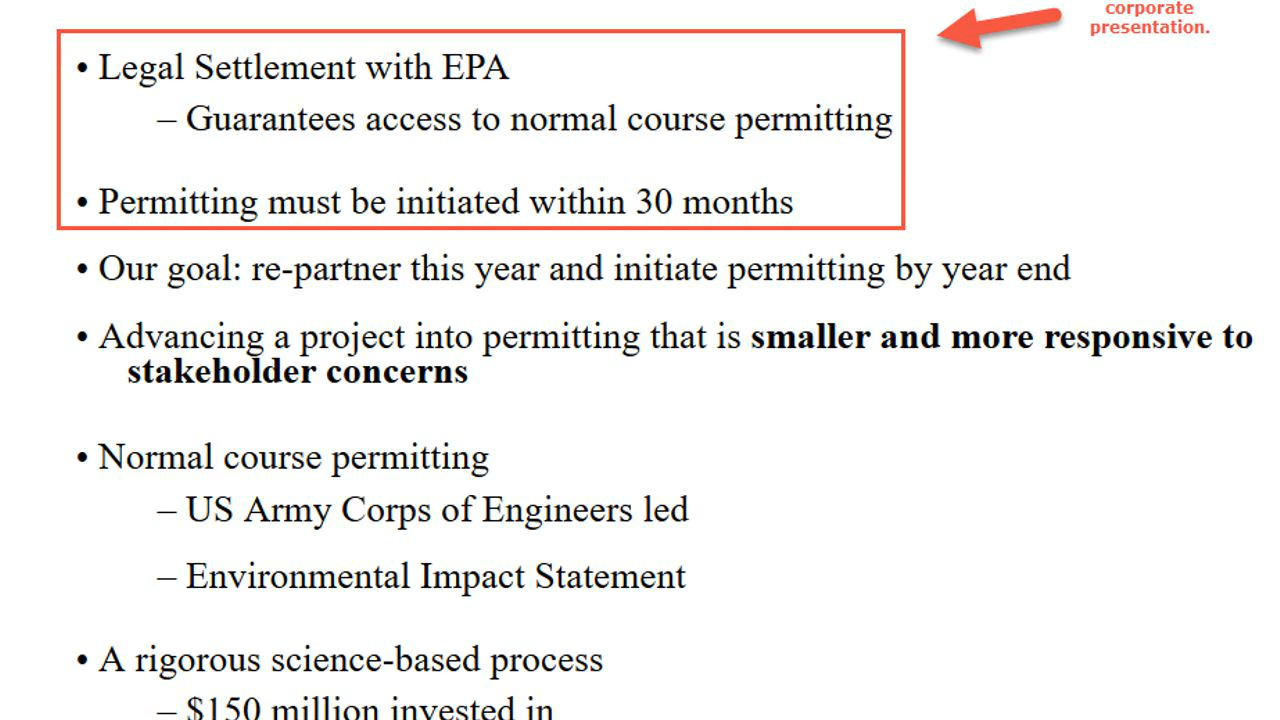 corporate
presentation.
• Legal Settlement with EPA
– Guarantees access to normal course permitting
• Permitting must be initiated within 30 months
• Our goal: re-partner this year and initiate permitting by year end
• Advancing a project into permitting that is smaller and more responsive to
stakeholder concerns
• Normal course permitting
– US Army Corps of Engineers led
– Environmental Impact Statement
• A rigorous science-based process
– $150 million invested in